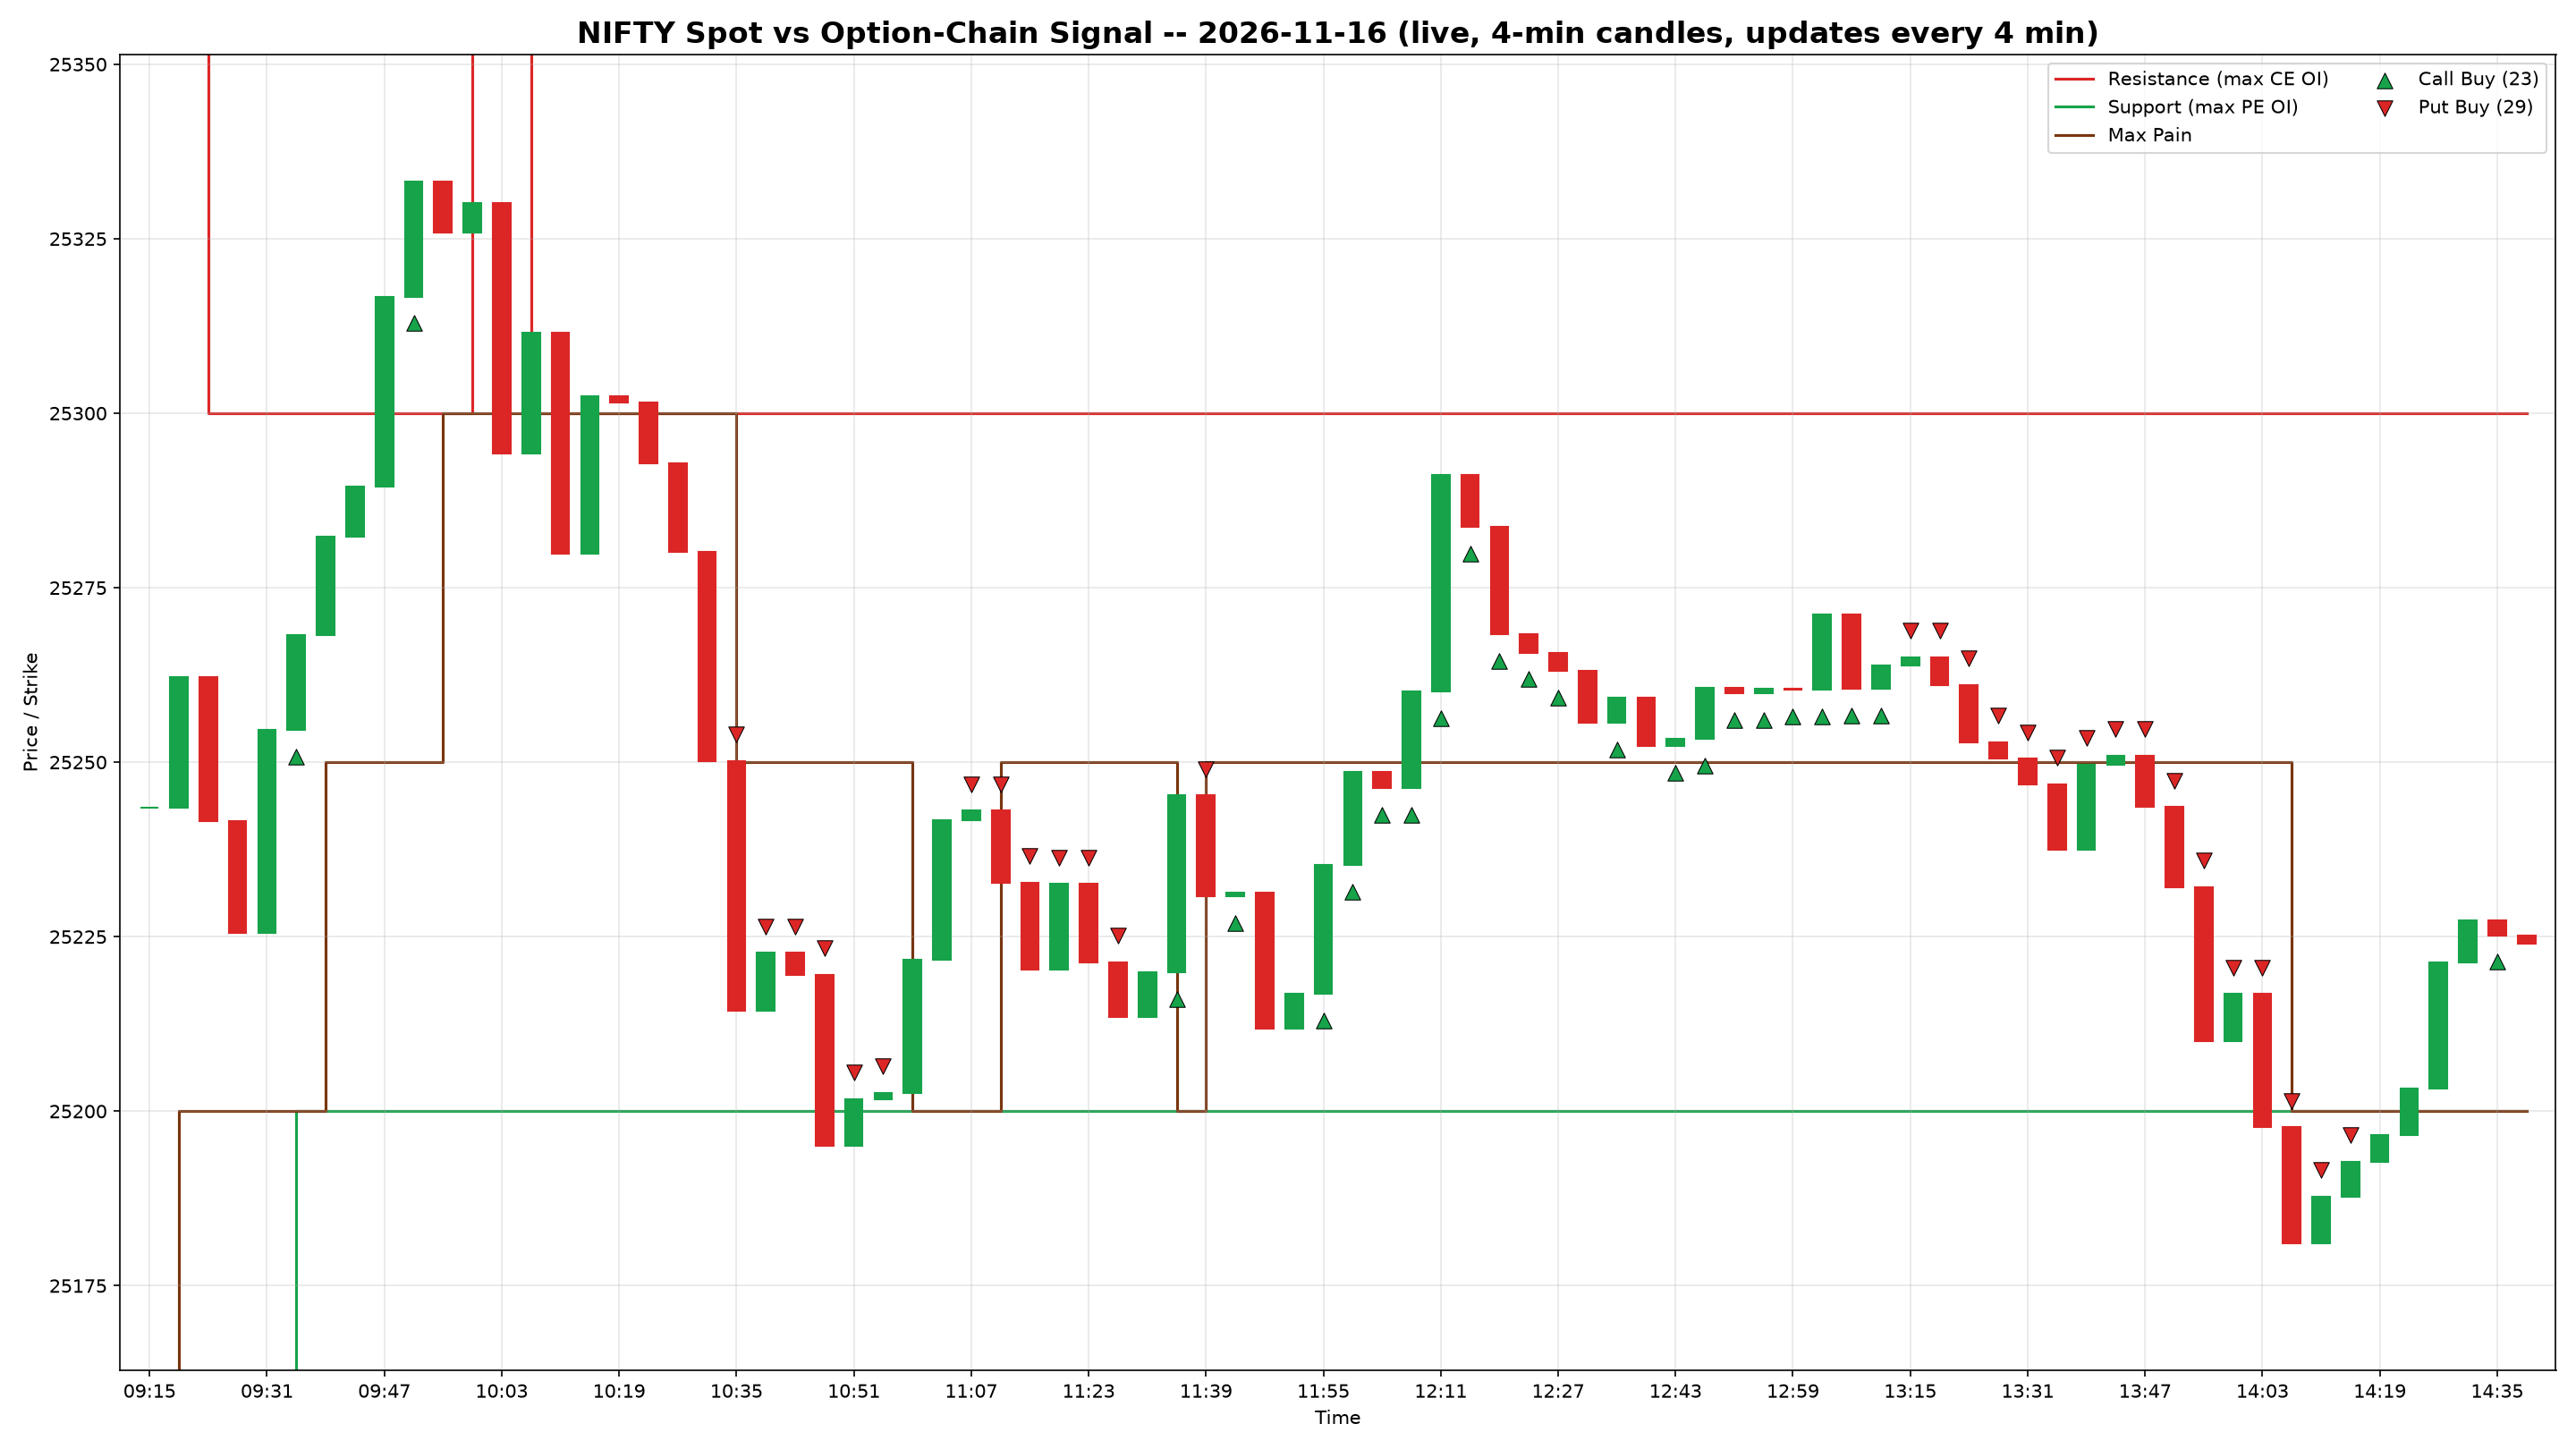 NIFTY Spot vs Option-Chain Signal -- 2026-11-16 (live, 4-min candles, updates every 4 min)
Resistance (max CE OI)
Support (max PE OI)
Max Pain
Call Buy (23)
Put Buy (29)
Price / Strike
25350
25325
25300
25275
25250
25225
25200
25175
09:15 09:31 09:47 10:03 10:19 10:35 10:51 11:07 11:23 11:39 11:55 12:11 12:27 12:43 12:59 13:15 13:31 13:47 14:03 14:19 14:35
Time